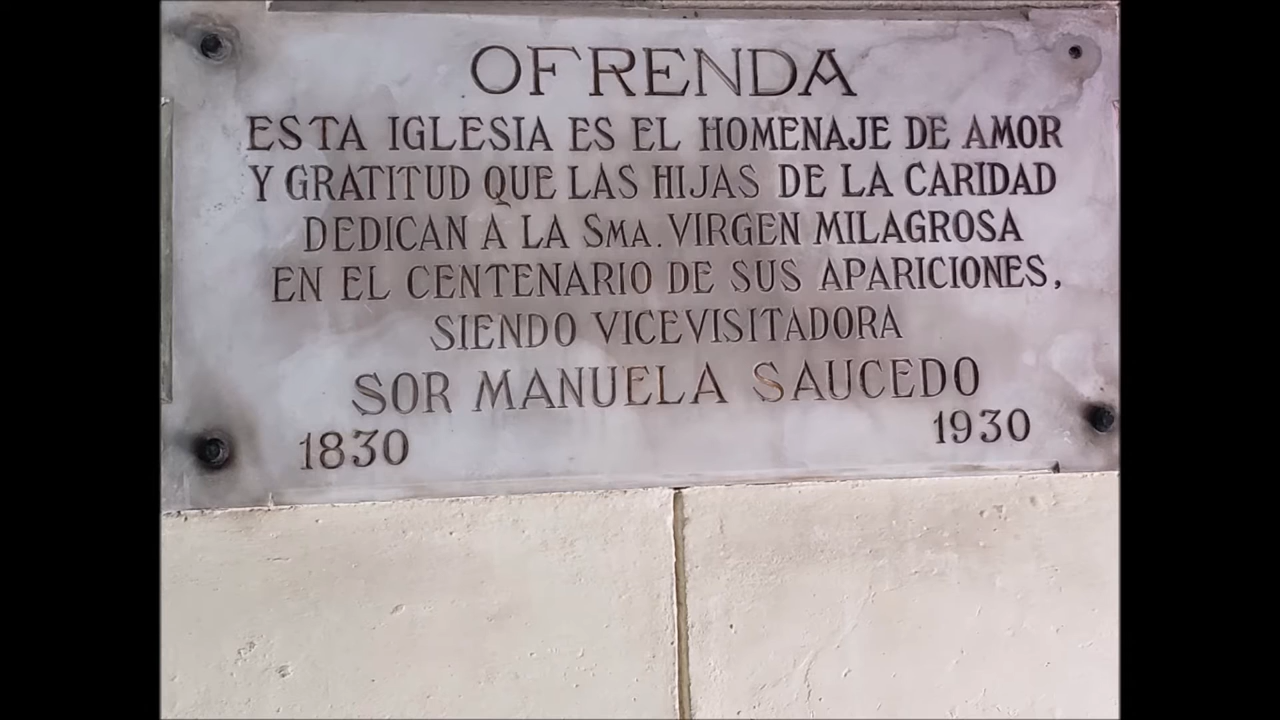 OFRENDA
ESTA IGLESIA ES EL HOMENAJE DE AMOR
Y GRATITUD QUE LAS HIJAS DE LA CARIDAD
DEDICAN A LA SMA. VIRGEN MILAGROSA
EN EL CENTENARIO DE SUS APARICIONES,
SIENDO VICEVISITADORA
SOR MANUELA SAUCEDO
1830 1930